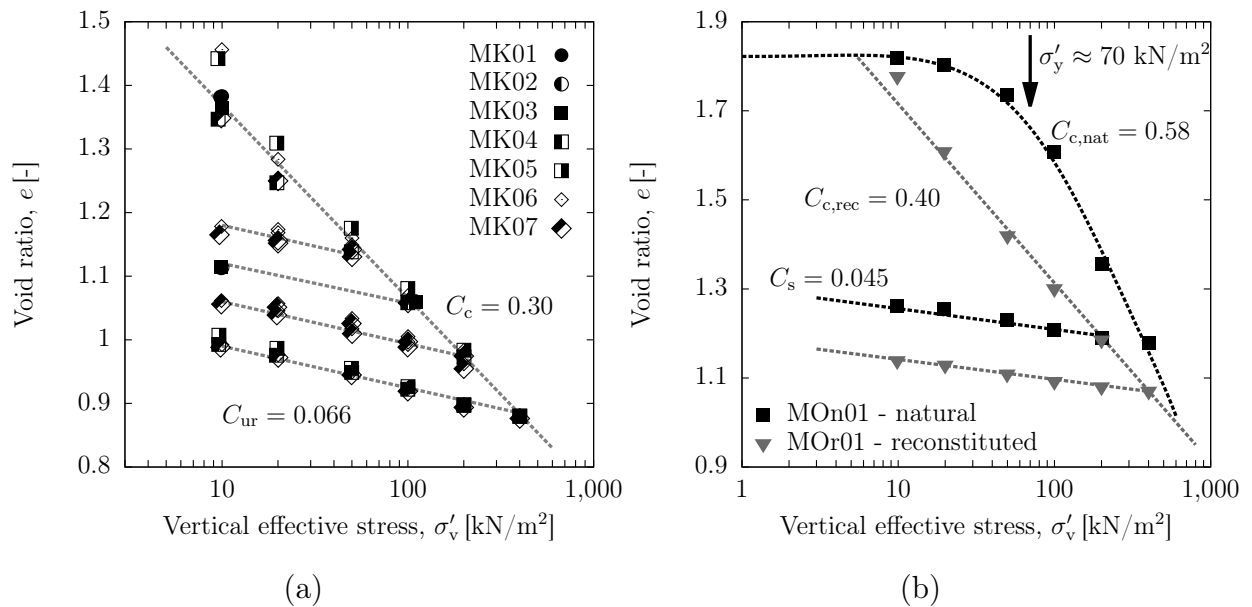 1.5
1.4
1.3
1.2
1.1
1
0.9
0.8
Void ratio, e [-]
MK01
MK02
MK03
MK04
MK05
MK06
MK07
C_c = 0.30
C_ur = 0.066
10 100 1,000
Vertical effective stress, σ′_v [kN/m²]
(a)
1.9
1.7
1.5
1.3
1.1
0.9
Void ratio, e [-]
σ′_y ≈ 70 kN/m²
C_c,nat = 0.58
C_c,rec = 0.40
C_s = 0.045
MOn01 - natural
MOr01 - reconstituted
1 10 100 1,000
Vertical effective stress, σ′_v [kN/m²]
(b)